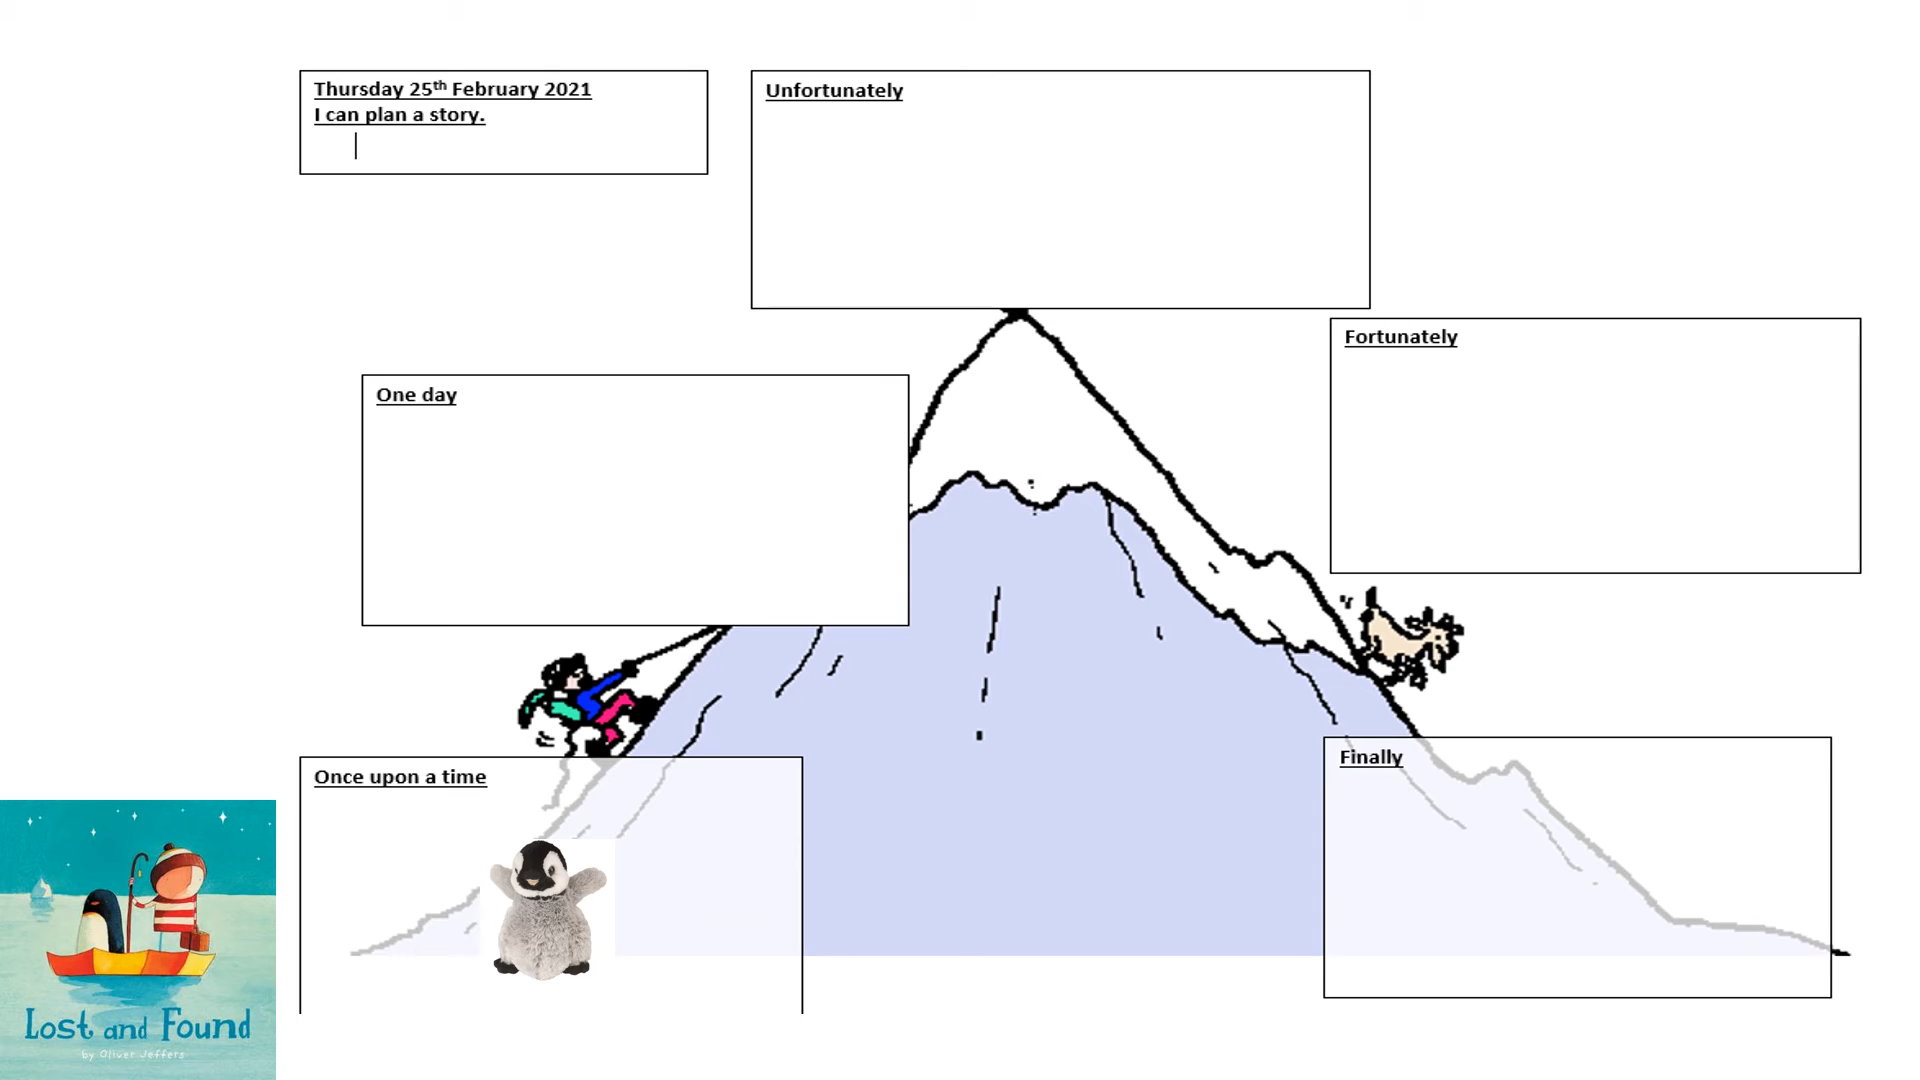 Thursday 25th February 2021
I can plan a story.
Unfortunately
Fortunately
One day
Once upon a time
Finally
Lost and Found
by Oliver Jeffers